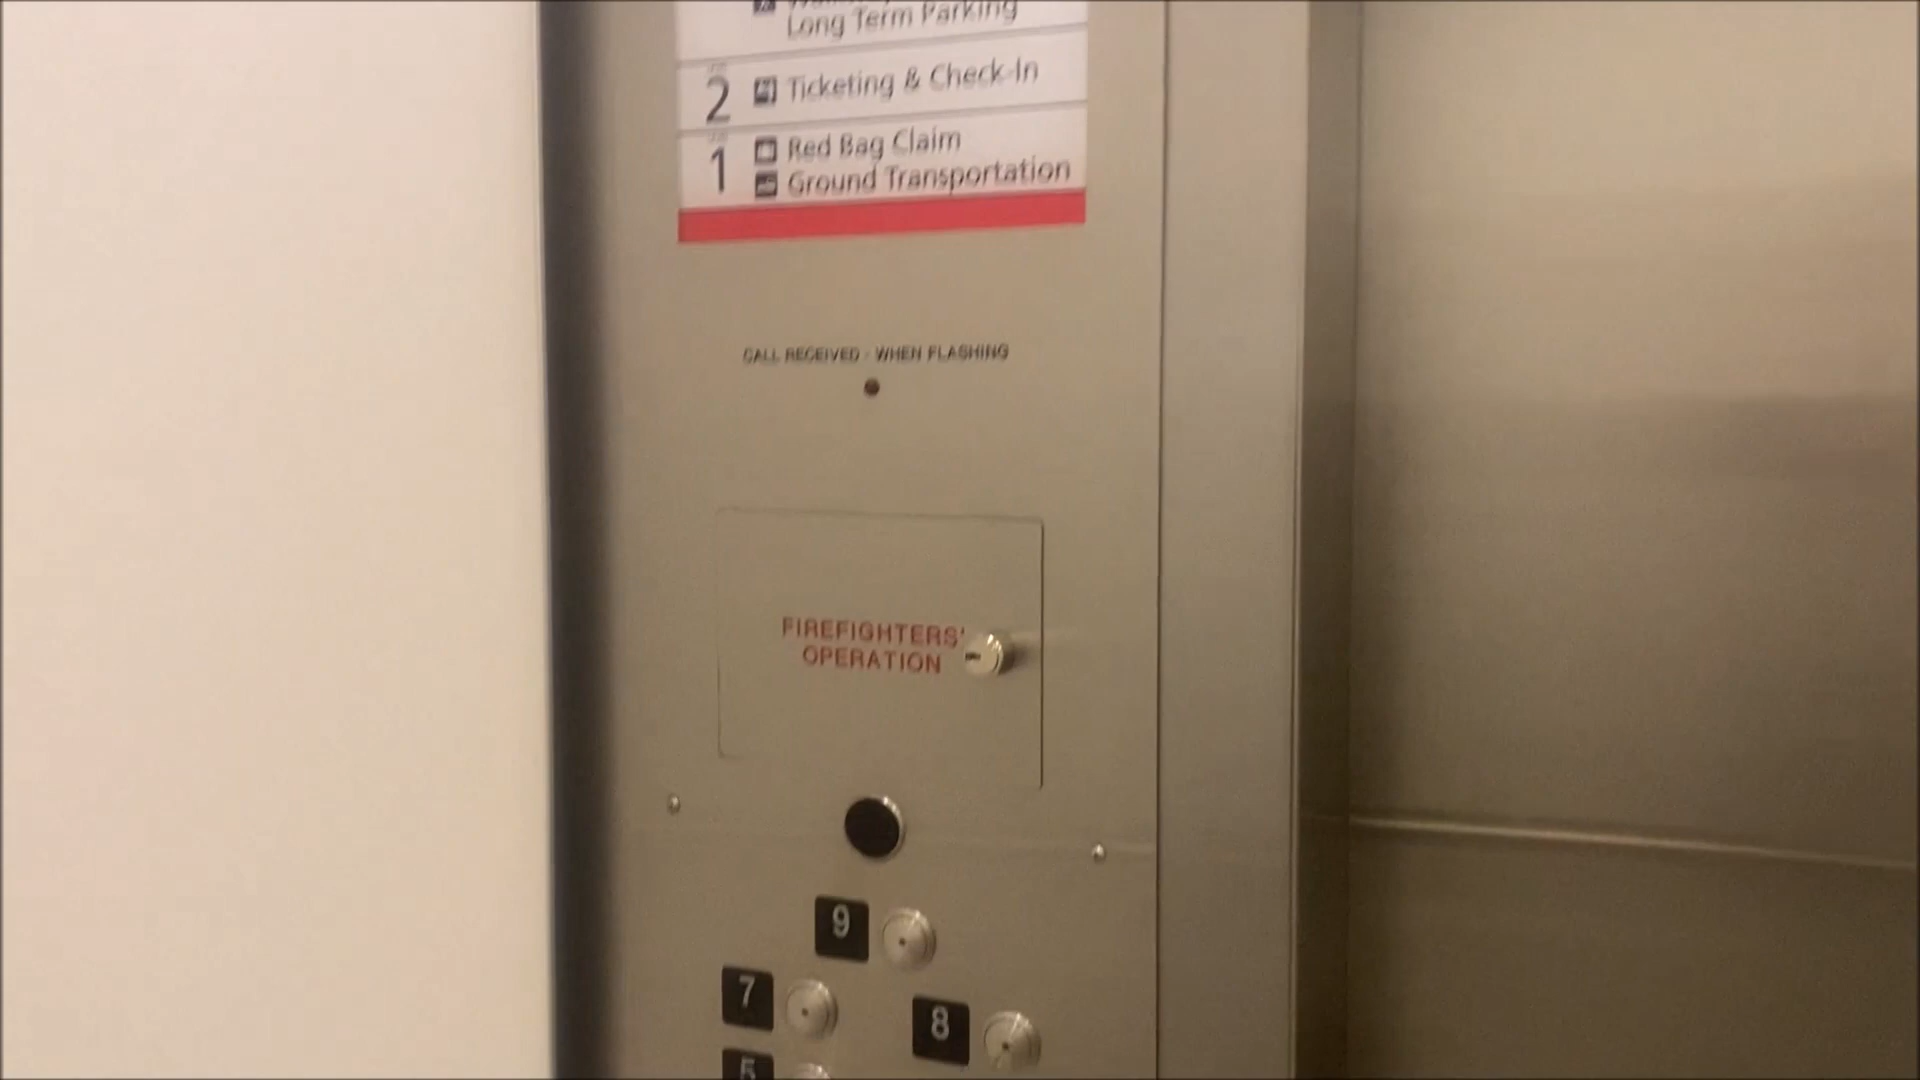 Long Term Parking
2 Ticketing & Check-In
1 Red Bag Claim
Ground Transportation
CALL RECEIVED - WHEN FLASHING
FIREFIGHTERS'
OPERATION
9
7
8
5